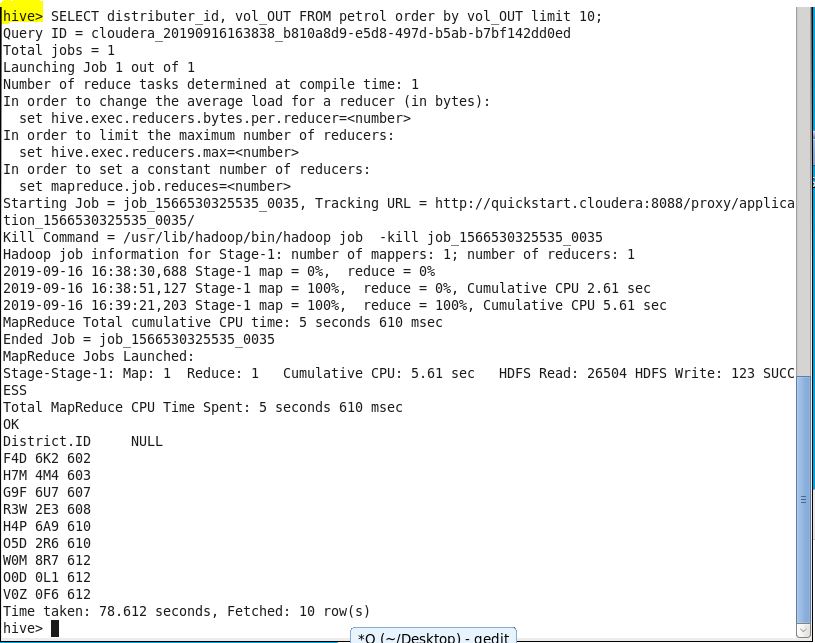 hive> SELECT distributer_id, vol_OUT FROM petrol order by vol_OUT limit 10;
Query ID = cloudera_20190916163838_b810a8d9-e5d8-497d-b5ab-b7bf142dd0ed
Total jobs = 1
Launching Job 1 out of 1
Number of reduce tasks determined at compile time: 1
In order to change the average load for a reducer (in bytes):
  set hive.exec.reducers.bytes.per.reducer=<number>
In order to limit the maximum number of reducers:
  set hive.exec.reducers.max=<number>
In order to set a constant number of reducers:
  set mapreduce.job.reduces=<number>
Starting Job = job_1566530325535_0035, Tracking URL = http://quickstart.cloudera:8088/proxy/applica
tion_1566530325535_0035/
Kill Command = /usr/lib/hadoop/bin/hadoop job  -kill job_1566530325535_0035
Hadoop job information for Stage-1: number of mappers: 1; number of reducers: 1
2019-09-16 16:38:30,688 Stage-1 map = 0%,  reduce = 0%
2019-09-16 16:38:51,127 Stage-1 map = 100%,  reduce = 0%, Cumulative CPU 2.61 sec
2019-09-16 16:39:21,203 Stage-1 map = 100%,  reduce = 100%, Cumulative CPU 5.61 sec
MapReduce Total cumulative CPU time: 5 seconds 610 msec
Ended Job = job_1566530325535_0035
MapReduce Jobs Launched:
Stage-Stage-1: Map: 1  Reduce: 1   Cumulative CPU: 5.61 sec   HDFS Read: 26504 HDFS Write: 123 SUCC
ESS
Total MapReduce CPU Time Spent: 5 seconds 610 msec
OK
District.ID     NULL
F4D 6K2 602
H7M 4M4 603
G9F 6U7 607
R3W 2E3 608
H4P 6A9 610
O5D 2R6 610
W0M 8R7 612
O0D 0L1 612
V0Z 0F6 612
Time taken: 78.612 seconds, Fetched: 10 row(s)
hive>
*Q (~/Desktop) - gedit